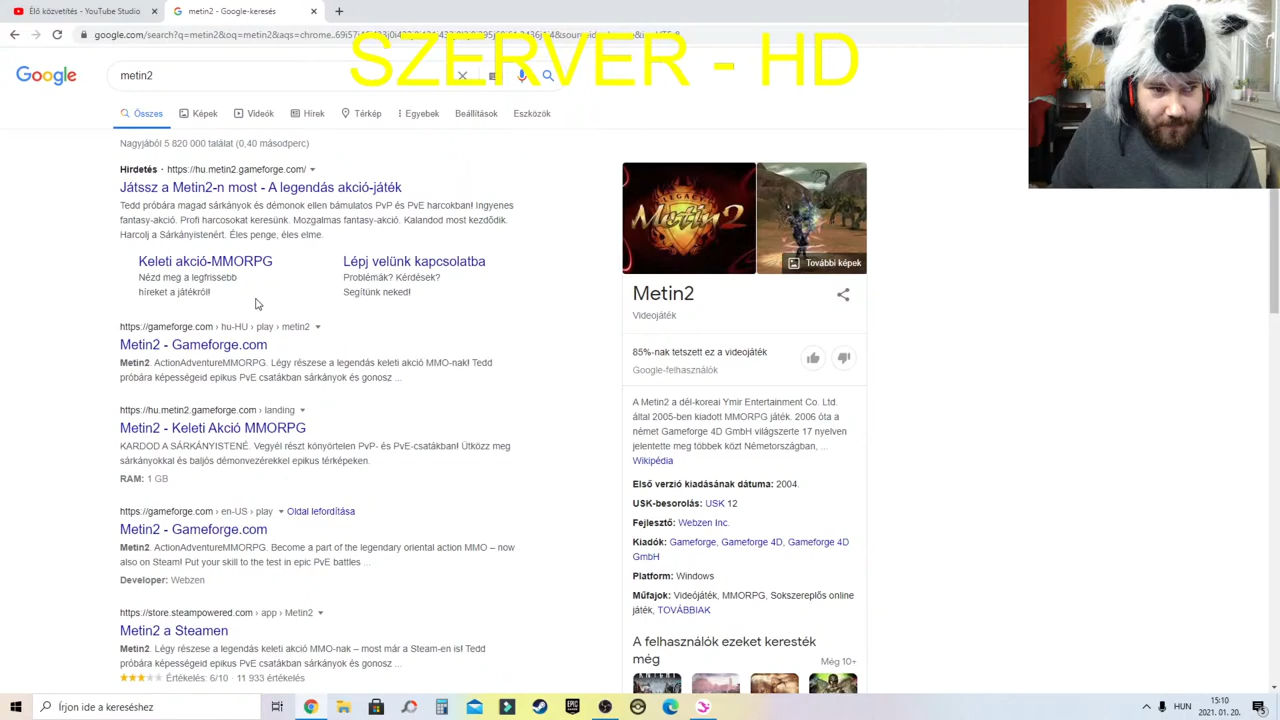 Élő közvetítés - YouTube Studio
metin2 - Google-keresés
SZERVER - HD
Google
metin2
Összes
Képek
Videók
Hírek
Térkép
Egyebek
Beállítások
Eszközök
Nagyjából 5 820 000 találat (0,40 másodperc)
Hirdetés · https://hu.metin2.gameforge.com/
Játssz a Metin2-n most - A legendás akció-játék
Tedd próbára magad sárkányok és démonok ellen bámulatos PvP és PvE harcokban! Ingyenes
fantasy-akció. Profi harcosokat keresünk. Mozgalmas fantasy-akció. Kalandod most kezdődik.
Harcolj a Sárkányistenért. Éles penge, éles elme.
Keleti akció-MMORPG
Nézd meg a legfrissebb
híreket a játékról!
Lépj velünk kapcsolatba
Problémák? Kérdések?
Segítünk neked!
https://gameforge.com › hu-HU › play › metin2
Metin2 - Gameforge.com
Metin2. ActionAdventureMMORPG. Légy részese a legendás keleti akció MMO-nak! Tedd
próbára képességeid epikus PvE csatákban sárkányok és gonosz ...
https://hu.metin2.gameforge.com › landing
Metin2 - Keleti Akció MMORPG
KARDOD A SÁRKÁNYISTENÉ. Vegyél részt könyörtelen PvP- és PvE-csatákban! Ütközz meg
sárkányokkal és baljós démonvezérekkel epikus térképeken.
RAM: 1 GB
https://gameforge.com › en-US › play
Oldal lefordítása
Metin2 - Gameforge.com
Metin2. ActionAdventureMMORPG. Become a part of the legendary oriental action MMO – now
also on Steam! Put your skill to the test in epic PvE battles ...
Developer: Webzen
https://store.steampowered.com › app › Metin2
Metin2 a Steamen
Metin2. Légy részese a legendás keleti akció MMO-nak – most már a Steam-en is! Tedd
próbára képességeid epikus PvE csatákban sárkányok és gonosz ...
Értékelés: 6/10 · 11 933 értékelés
Metin2
További képek
Metin2
Videojáték
85%-nak tetszett ez a videojáték
Google-felhasználók
A Metin2 a dél-koreai Ymir Entertainment Co. Ltd.
által 2005-ben kiadott MMORPG játék. 2006 óta a
német Gameforge 4D GmbH világszerte 17 nyelven
jelentette meg többek közt Németországban, ...
Wikipédia
Első verzió kiadásának dátuma: 2004.
USK-besorolás: USK 12
Fejlesztő: Webzen Inc.
Kiadók: Gameforge, Gameforge 4D, Gameforge 4D
GmbH
Platform: Windows
Műfajok: Videójáték, MMORPG, Sokszereplős online
játék, TOVÁBBIAK
A felhasználók ezeket keresték
még
Még 10+
Írjon ide a kereséshez
EPIC
HUN
15:10
2021. 01. 20.
5